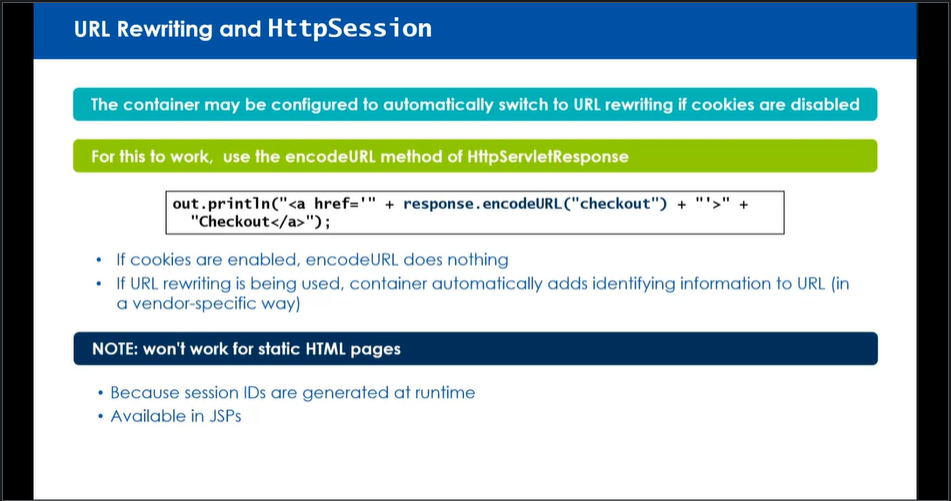 URL Rewriting and HttpSession
The container may be configured to automatically switch to URL rewriting if cookies are disabled
For this to work, use the encodeURL method of HttpServletResponse
out.println("<a href='" + response.encodeURL("checkout") + "'>" +
"Checkout</a>");
• If cookies are enabled, encodeURL does nothing
• If URL rewriting is being used, container automatically adds identifying information to URL (in
a vendor-specific way)
NOTE: won't work for static HTML pages
• Because session IDs are generated at runtime
• Available in JSPs